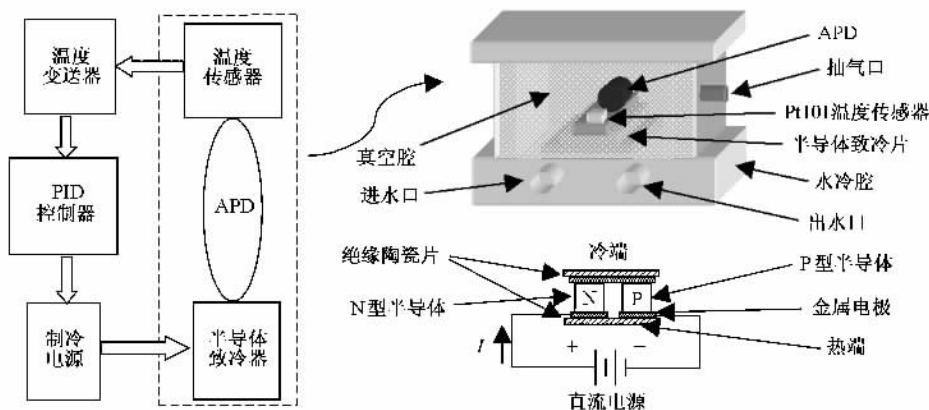 温度
变送器
温度
传感器
PID
控制器
APD
制冷
电源
半导体
致冷器
APD
抽气口
Pt101温度传感器
半导体致冷片
真空腔
进水口
水冷腔
出水口
冷端
绝缘陶瓷片
P型半导体
N型半导体
N
P
金属电极
I
+
−
热端
直流电源